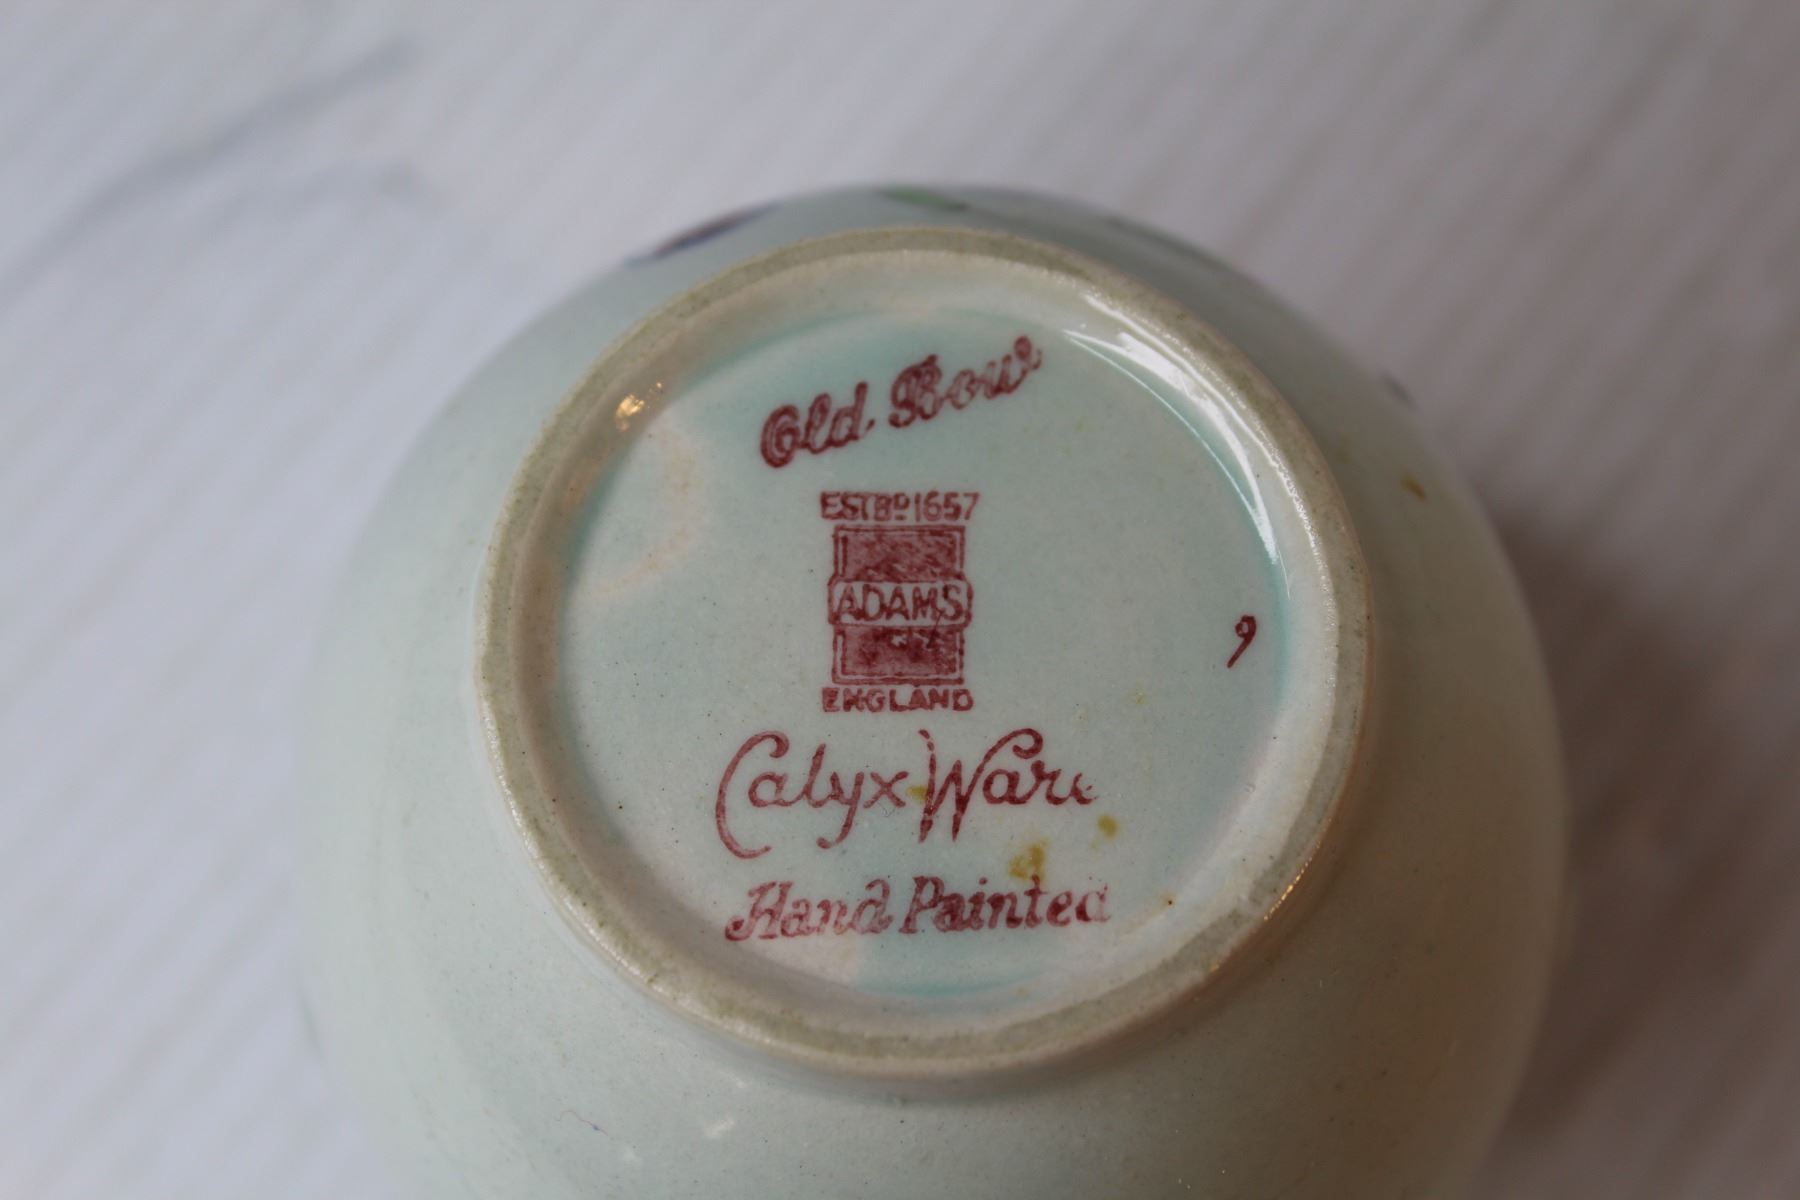 Old Bow
ESTBD 1657
ADAMS
ENGLAND
Calyx Ware
Hand Painted
9